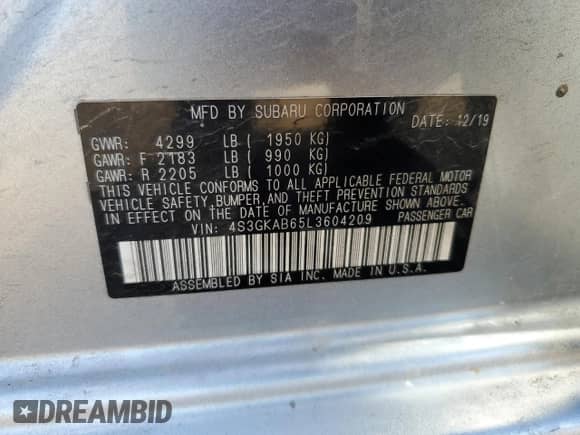 MFD BY SUBARU CORPORATION
DATE: 12/19
GVWR: 4299 LB ( 1950 KG)
GAWR: F 2183 LB ( 990 KG)
GAWR: R 2205 LB ( 1000 KG)
THIS VEHICLE CONFORMS TO ALL APPLICABLE FEDERAL MOTOR
VEHICLE SAFETY, BUMPER, AND THEFT PREVENTION STANDARDS
IN EFFECT ON THE DATE OF MANUFACTURE SHOWN ABOVE.
VIN: 4S3GKAB65L3604209 PASSENGER CAR
ASSEMBLED BY SIA INC. MADE IN U.S.A.
DREAMBID